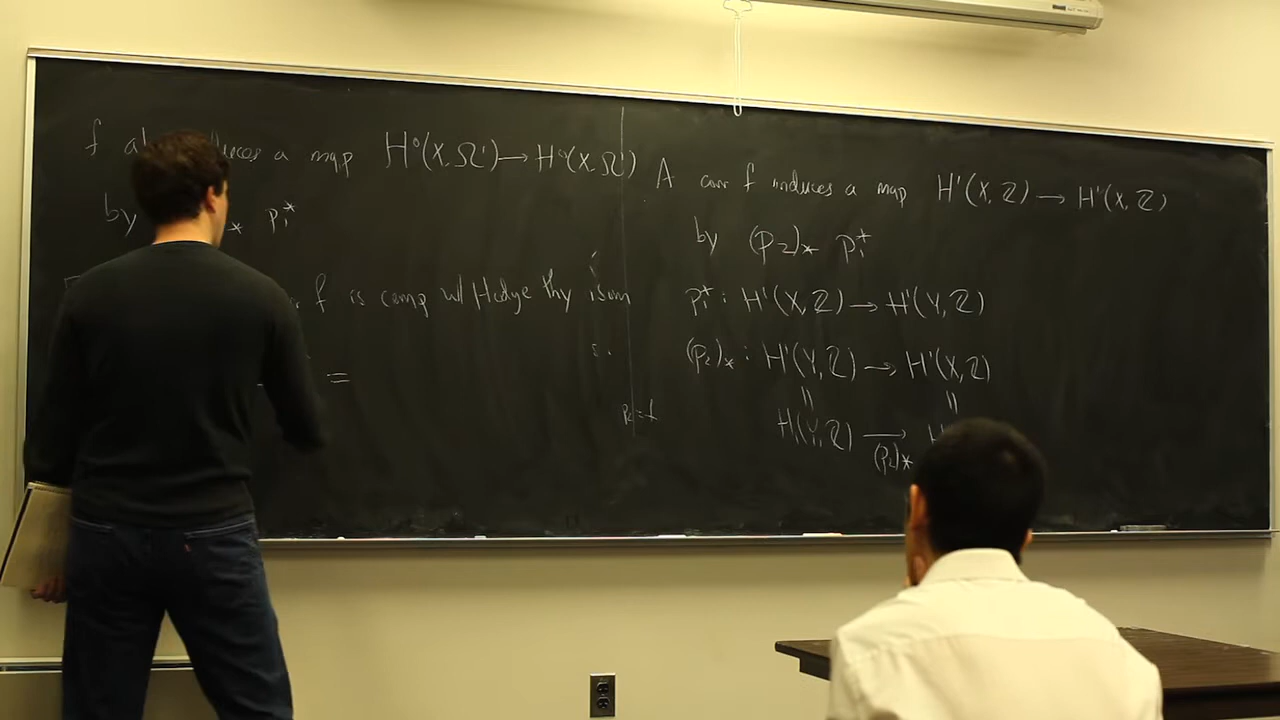 f induces a map H⁰(X, Ω¹) → H⁰(X, Ω¹)
by * p₁*
f is comp w/ Hodge thy isom
=
A corr f induces a map H¹(X, ℤ) → H¹(X, ℤ)
by (p₂)* p₁*
p₁* : H¹(X, ℤ) → H¹(Y, ℤ)
(p₂)* : H¹(Y, ℤ) → H¹(X, ℤ)
" "
H₁(Y, ℤ) → H
(p₂)*